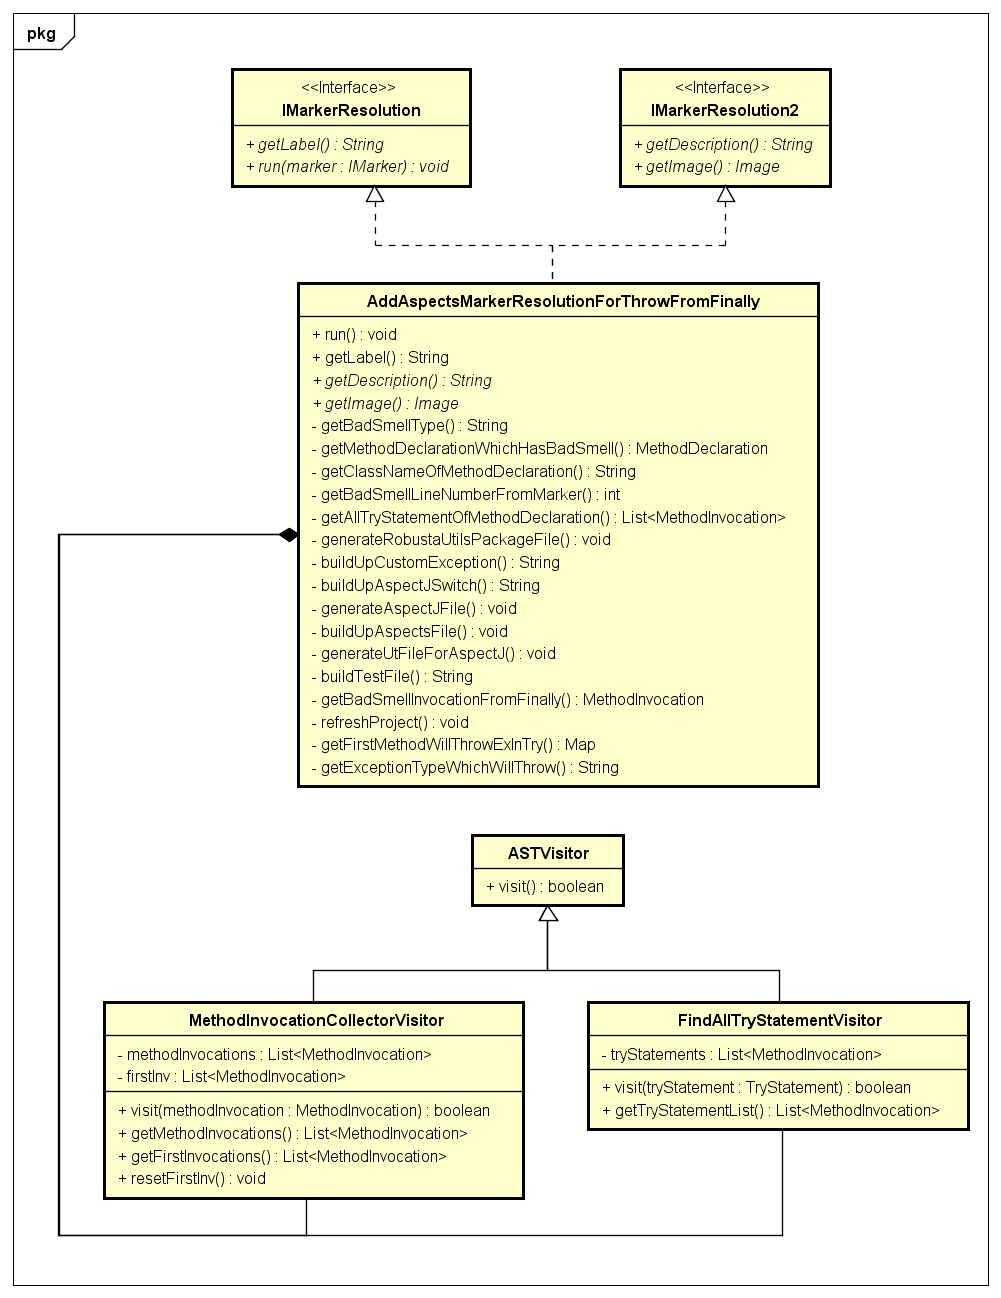 pkg
<<Interface>>
IMarkerResolution
+ getLabel() : String
+ run(marker : IMarker) : void
<<Interface>>
IMarkerResolution2
+ getDescription() : String
+ getImage() : Image
AddAspectsMarkerResolutionForThrowFromFinally
+ run() : void
+ getLabel() : String
+ getDescription() : String
+ getImage() : Image
- getBadSmellType() : String
- getMethodDeclarationWhichHasBadSmell() : MethodDeclaration
- getClassNameOfMethodDeclaration() : String
- getBadSmellLineNumberFromMarker() : int
- getAllTryStatementOfMethodDeclaration() : List<MethodInvocation>
- generateRobustaUtilsPackageFile() : void
- buildUpCustomException() : String
- buildUpAspectJSwitch() : String
- generateAspectJFile() : void
- buildUpAspectsFile() : void
- generateUtFileForAspectJ() : void
- buildTestFile() : String
- getBadSmellInvocationFromFinally() : MethodInvocation
- refreshProject() : void
- getFirstMethodWillThrowExInTry() : Map
- getExceptionTypeWhichWillThrow() : String
ASTVisitor
+ visit() : boolean
MethodInvocationCollectorVisitor
- methodInvocations : List<MethodInvocation>
- firstInv : List<MethodInvocation>
+ visit(methodInvocation : MethodInvocation) : boolean
+ getMethodInvocations() : List<MethodInvocation>
+ getFirstInvocations() : List<MethodInvocation>
+ resetFirstInv() : void
FindAllTryStatementVisitor
- tryStatements : List<MethodInvocation>
+ visit(tryStatement : TryStatement) : boolean
+ getTryStatementList() : List<MethodInvocation>